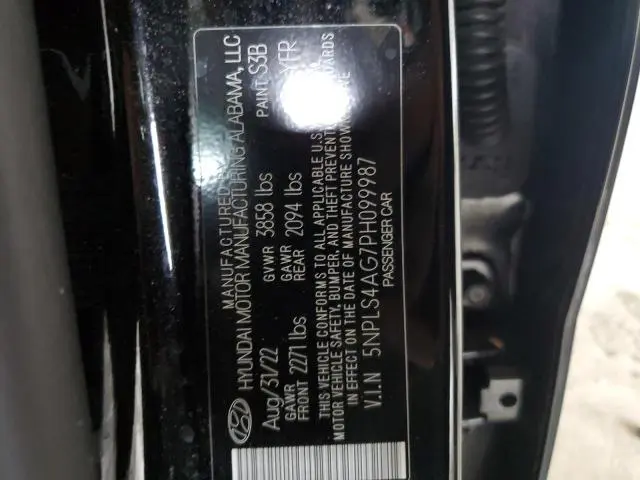 MANUFACTURED
HYUNDAI MOTOR MANUFACTURING ALABAMA, LLC
Aug/31/22 GVWR 3858 lbs PAINT S3B
GAWR FRONT 2271 lbs GAWR REAR 2094 lbs YFR
THIS VEHICLE CONFORMS TO ALL APPLICABLE U.S
MOTOR VEHICLE SAFETY, BUMPER, AND THEFT PREVENTION
IN EFFECT ON THE DATE OF MANUFACTURE SHOWN
V.I.N 5NPLS4AG7PH099987
PASSENGER CAR